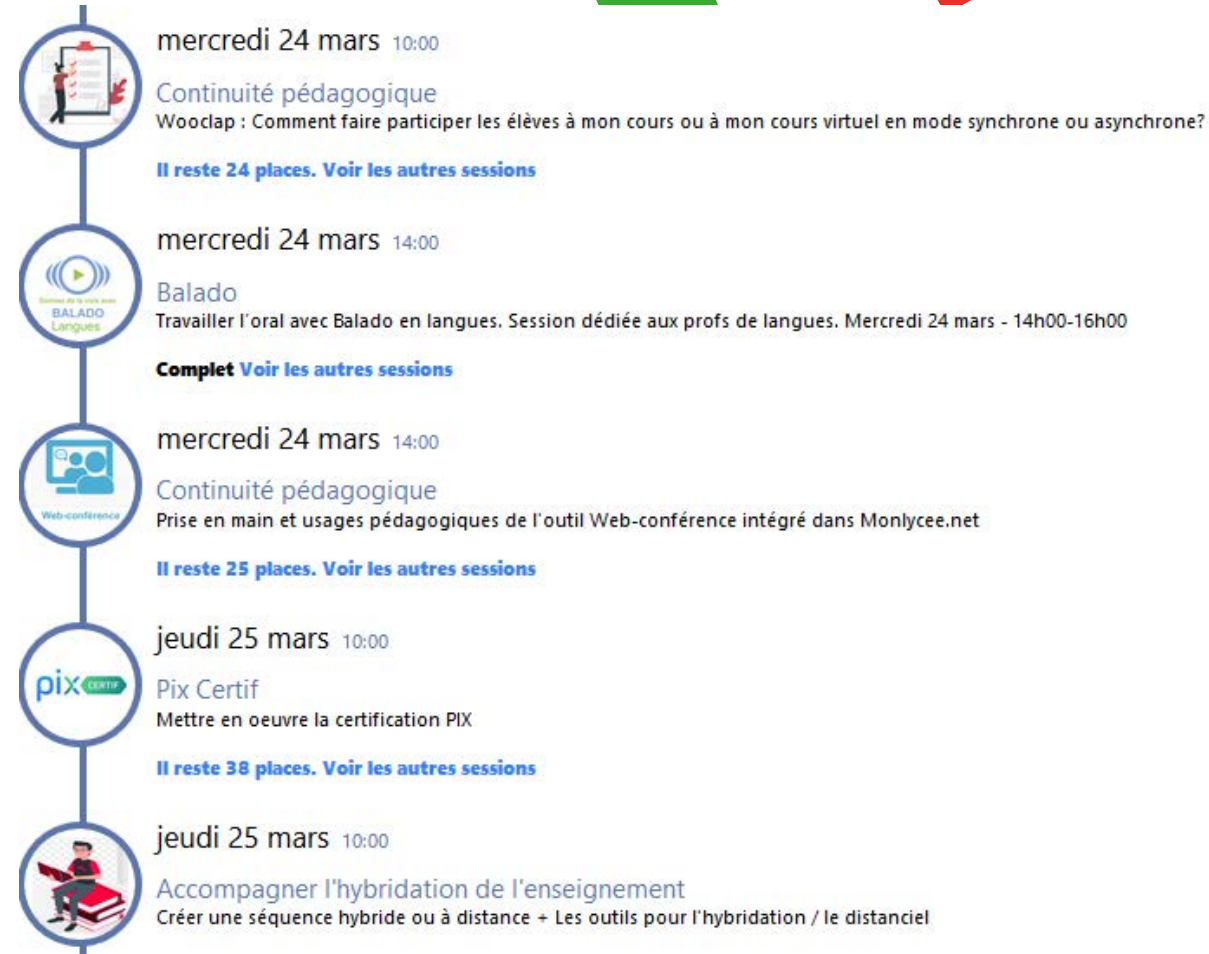 mercredi 24 mars 10:00
Continuité pédagogique
Wooclap : Comment faire participer les élèves à mon cours ou à mon cours virtuel en mode synchrone ou asynchrone?
Il reste 24 places. Voir les autres sessions
mercredi 24 mars 14:00
Balado
Travailler l'oral avec Balado en langues. Session dédiée aux profs de langues. Mercredi 24 mars - 14h00-16h00
BALADO
Langues
Complet Voir les autres sessions
mercredi 24 mars 14:00
Continuité pédagogique
Prise en main et usages pédagogiques de l'outil Web-conférence intégré dans Monlycee.net
Web-conférence
Il reste 25 places. Voir les autres sessions
jeudi 25 mars 10:00
pix CERTIF
Pix Certif
Mettre en oeuvre la certification PIX
Il reste 38 places. Voir les autres sessions
jeudi 25 mars 10:00
Accompagner l'hybridation de l'enseignement
Créer une séquence hybride ou à distance + Les outils pour l'hybridation / le distanciel